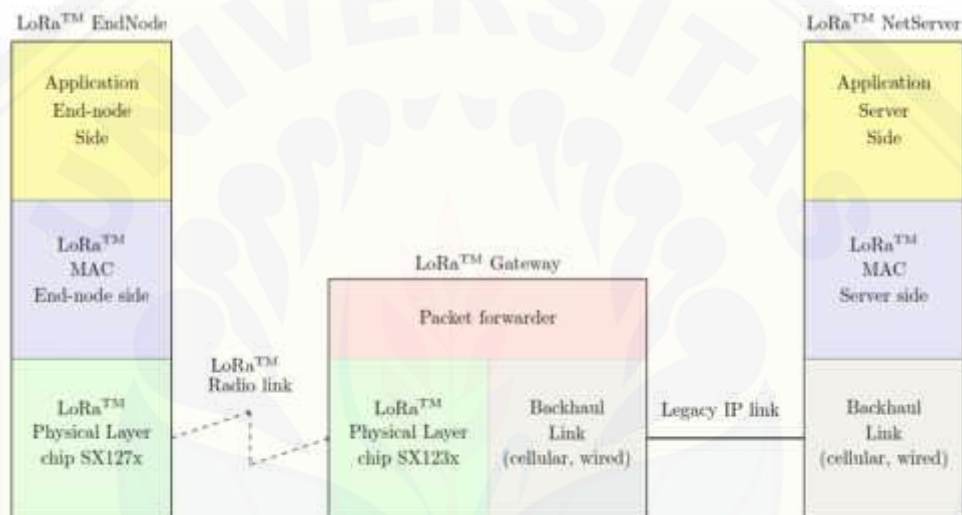 LoRa™ EndNode
Application
End-node
Side
LoRa™
MAC
End-node side
LoRa™
Physical Layer
chip SX127x
LoRa™
Radio link
LoRa™ Gateway
Packet forwarder
LoRa™
Physical Layer
chip SX123x
Backhaul
Link
(cellular, wired)
Legacy IP link
LoRa™ NetServer
Application
Server
Side
LoRa™
MAC
Server side
Backhaul
Link
(cellular, wired)
UNIVERSITAS